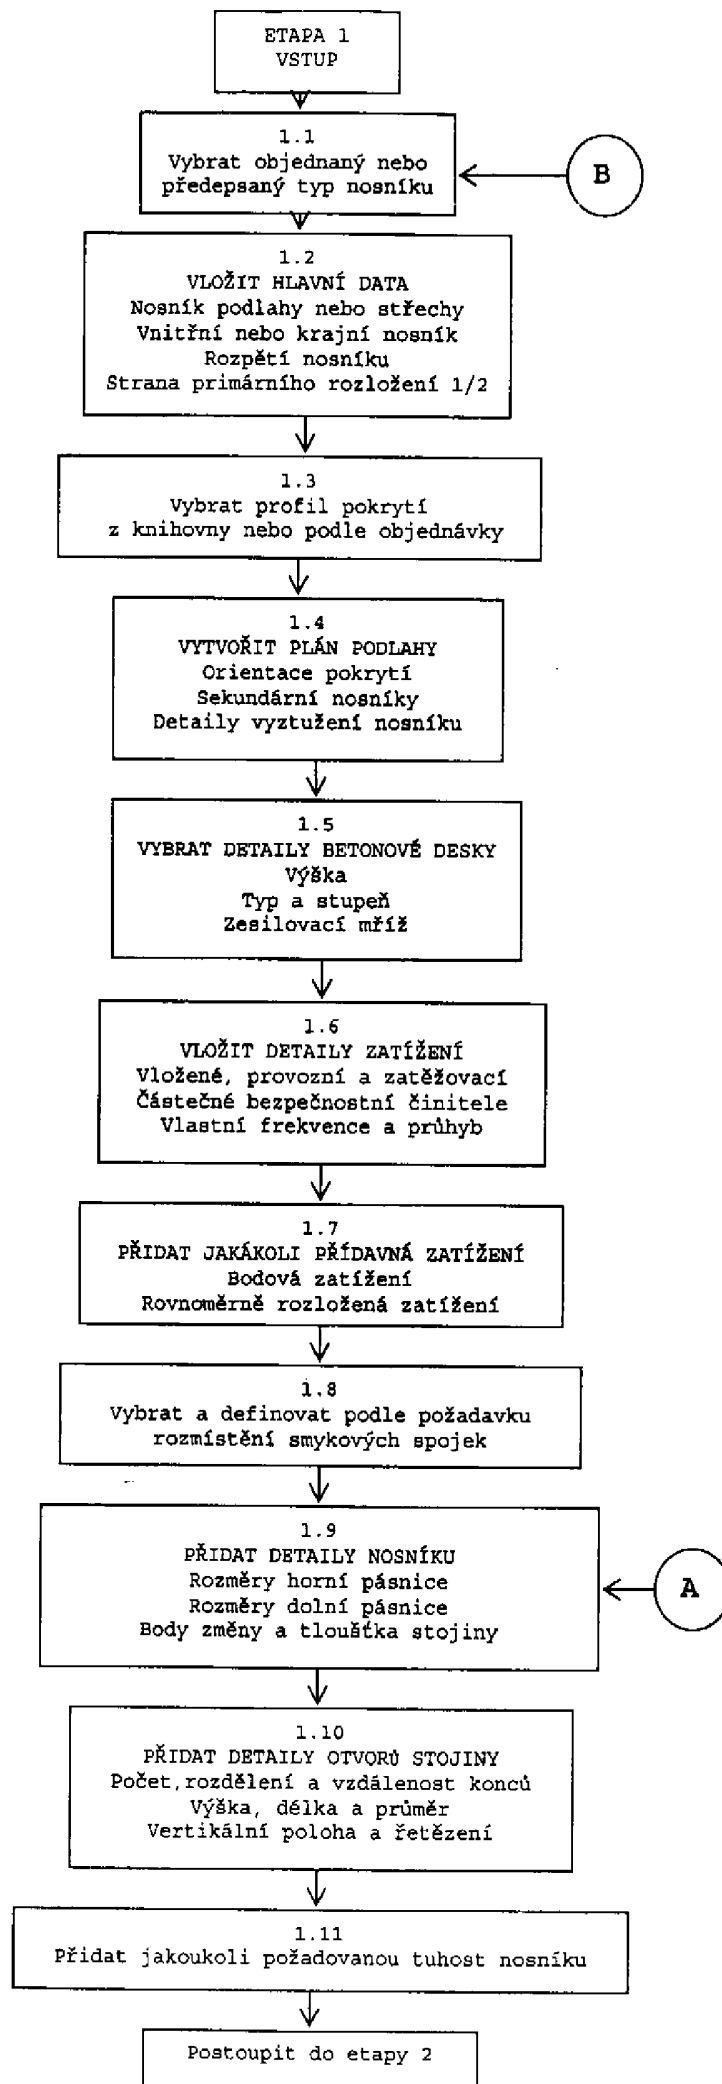 ETAPA 1
VSTUP
1.1
Vybrat objednaný nebo
předepsaný typ nosníku
B
1.2
VLOŽIT HLAVNÍ DATA
Nosník podlahy nebo střechy
Vnitřní nebo krajní nosník
Rozpětí nosníku
Strana primárního rozložení 1/2
1.3
Vybrat profil pokrytí
z knihovny nebo podle objednávky
1.4
VYTVOŘIT PLÁN PODLAHY
Orientace pokrytí
Sekundární nosníky
Detaily vyztužení nosníku
1.5
VYBRAT DETAILY BETONOVÉ DESKY
Výška
Typ a stupeň
Zesilovací mříž
1.6
VLOŽIT DETAILY ZATÍŽENÍ
Vložené, provozní a zatěžovací
Částečné bezpečnostní činitele
Vlastní frekvence a průhyb
1.7
PŘIDAT JAKÁKOLI PŘÍDAVNÁ ZATÍŽENÍ
Bodová zatížení
Rovnoměrně rozložená zatížení
1.8
Vybrat a definovat podle požadavku
rozmístění smykových spojek
1.9
PŘIDAT DETAILY NOSNÍKU
Rozměry horní pásnice
Rozměry dolní pásnice
Body změny a tloušťka stojiny
A
1.10
PŘIDAT DETAILY OTVORŮ STOJINY
Počet,rozdělení a vzdálenost konců
Výška, délka a průměr
Vertikální poloha a řetězení
1.11
Přidat jakoukoli požadovanou tuhost nosníku
Postoupit do etapy 2